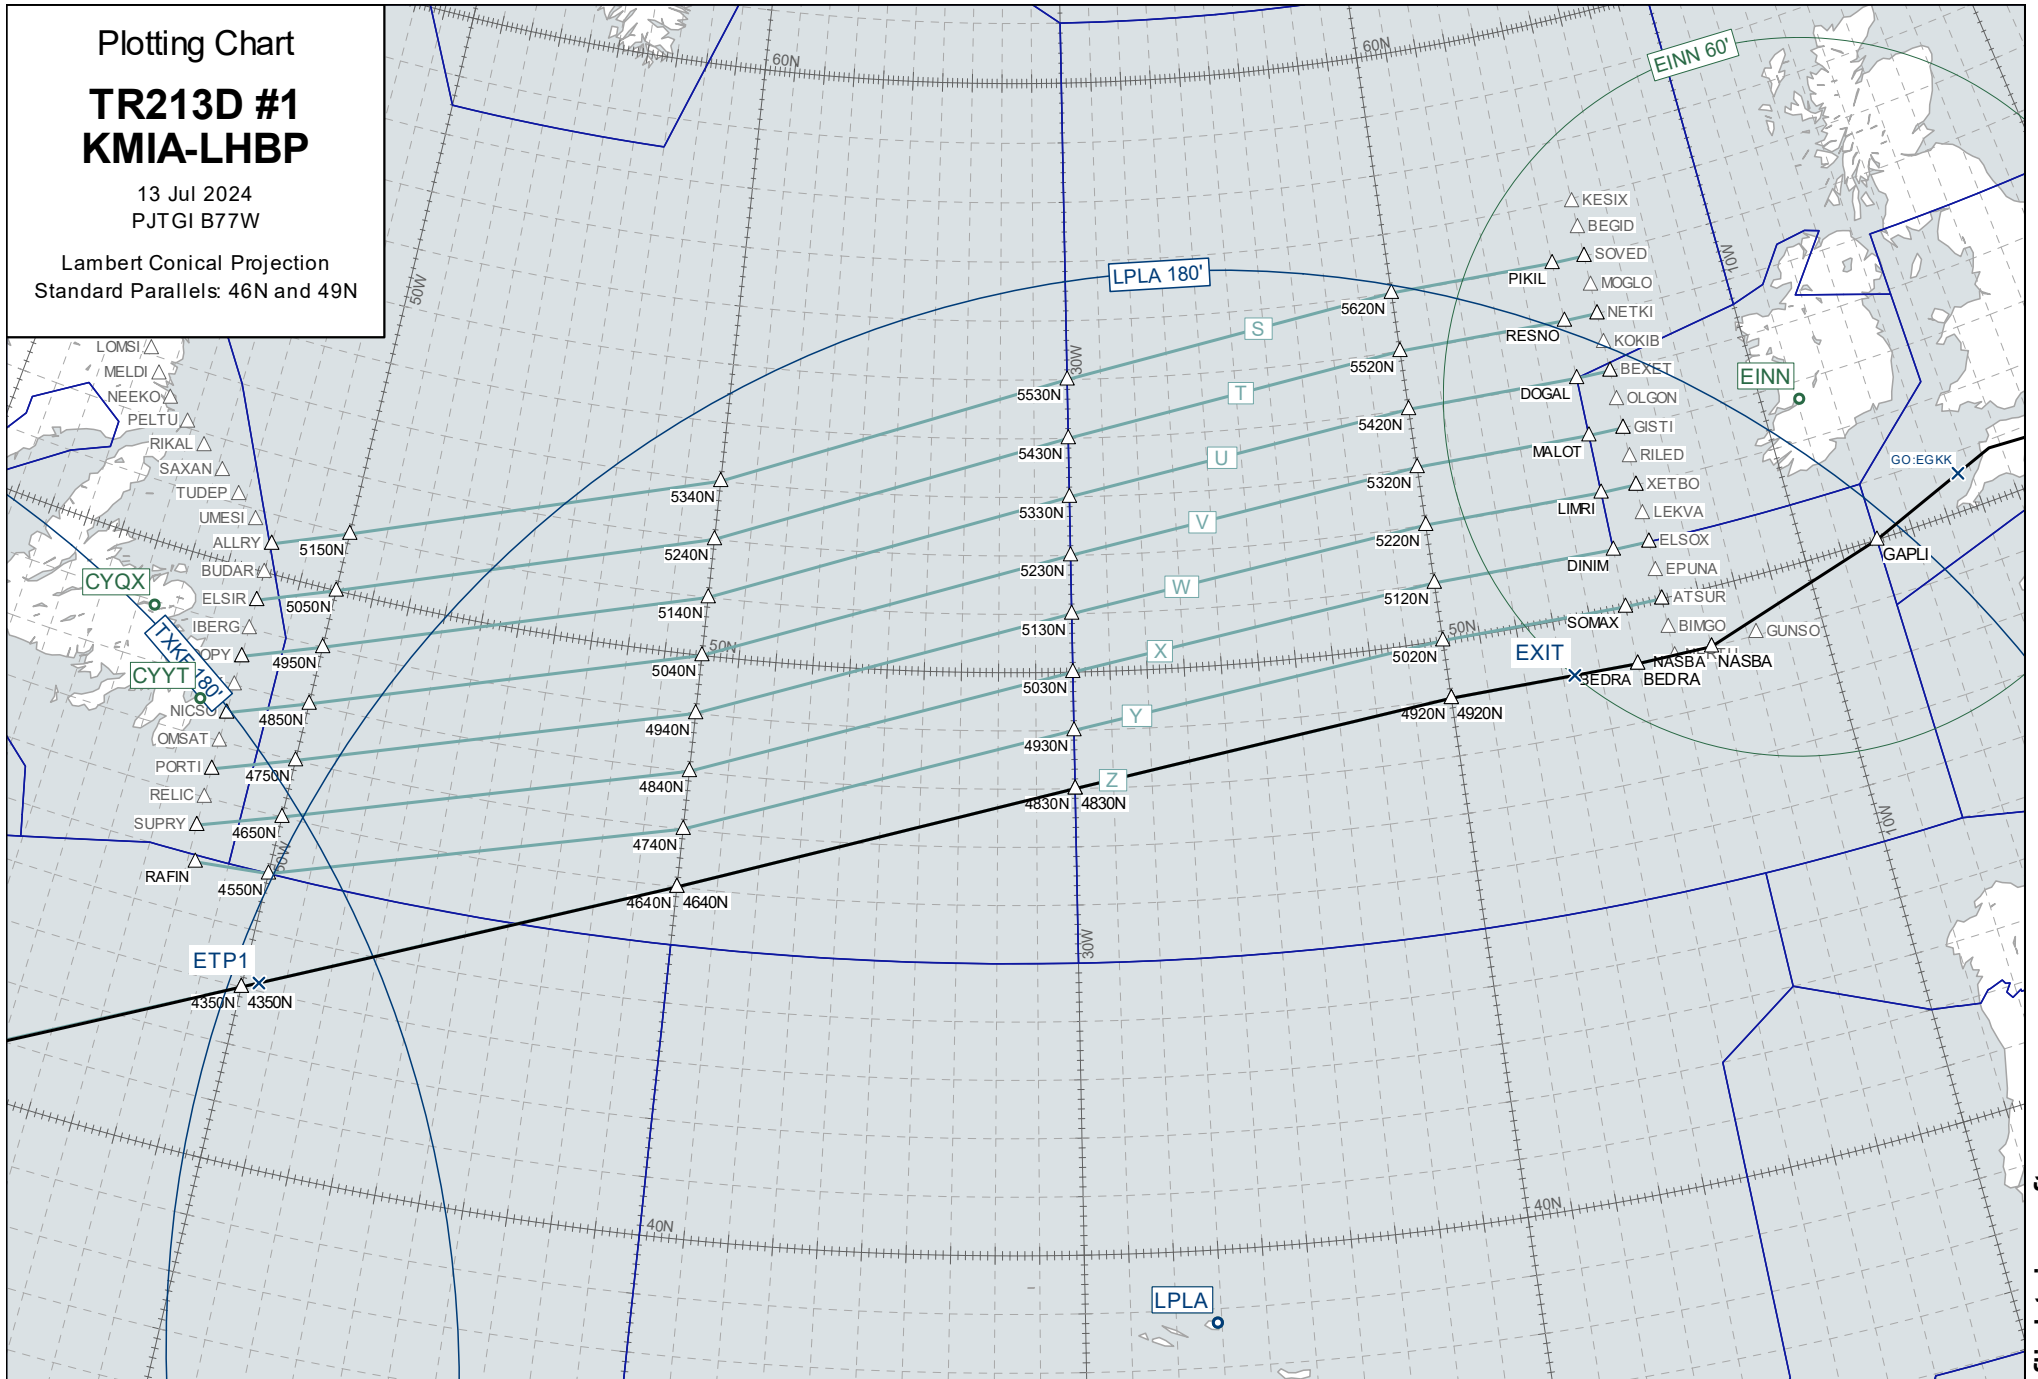 Plotting Chart
TR213D #1
KMIA-LHBP
13 Jul 2024
PJTGI B77W
Lambert Conical Projection
Standard Parallels: 46N and 49N
60N
60N
EINN 60'
50W
10W
LPLA 180'
KESIX
BEGID
SOVED
PIKIL
MOGLO
5620N
NETKI
S
RESNO
KOKIB
LOMSI
5520N
30W
BEXET
MELDI
EINN
NEEKO
5530N
T
DOGAL
OLGON
PELTU
5420N
GISTI
RIKAL
5430N
U
MALOT
RILED
GO:EGKK
SAXAN
5340N
5320N
XETBO
TUDEP
5330N
LIMRI
LEKVA
UMESI
V
5220N
ALLRY
5150N
5240N
ELSOX
GAPLI
BUDAR
5230N
DINIM
EPUNA
CYQX
W
ELSIR
5050N
5140N
5120N
ATSUR
IBERG
5130N
SOMAX
BIMGO
GUNSO
TXKF 180'
50N
50N
OPY
4950N
5040N
X
5020N
EXIT
NASBA
NASBA
CYYT
5030N
BEDRA
BEDRA
NICSO
4850N
4940N
Y
4920N
4920N
OMSAT
4930N
PORTI
4750N
4840N
Z
RELIC
4830N
4830N
10W
SUPRY
4650N
4740N
50W
RAFIN
4550N
4640N
4640N
30W
ETP1
4350N
4350N
40N
40N
LPLA